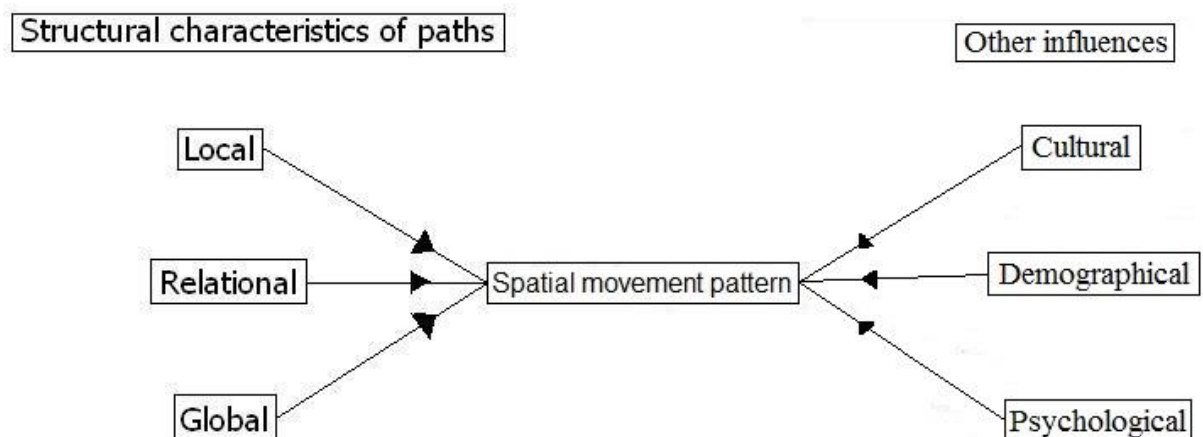 Structural characteristics of paths
Other influences
Local
Cultural
Relational
Spatial movement pattern
Demographical
Global
Psychological